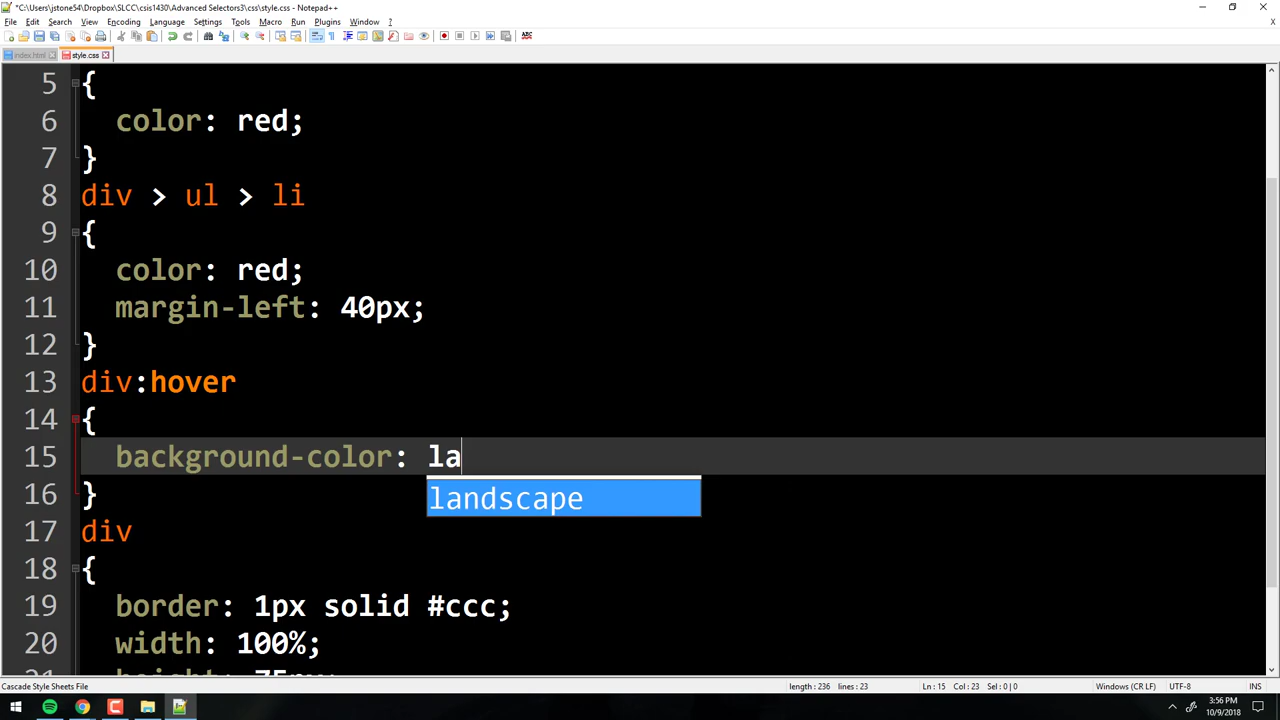 *C:\Users\jstone54\Dropbox\SLCC\csis1430\Advanced Selectors3\css\style.css - Notepad++
File Edit Search View Encoding Language Settings Tools Macro Run Plugins Window ?
index.html style.css
5 {
6 color: red;
7 }
8 div > ul > li
9 {
10 color: red;
11 margin-left: 40px;
12 }
13 div:hover
14 {
15 background-color: la
landscape
16 }
17 div
18 {
19 border: 1px solid #ccc;
20 width: 100%;
21 height: 75px;
Cascade Style Sheets File length : 236 lines : 23 Ln : 15 Col : 23 Sel : 0 | 0 Windows (CR LF) UTF-8 INS
3:56 PM
10/9/2018